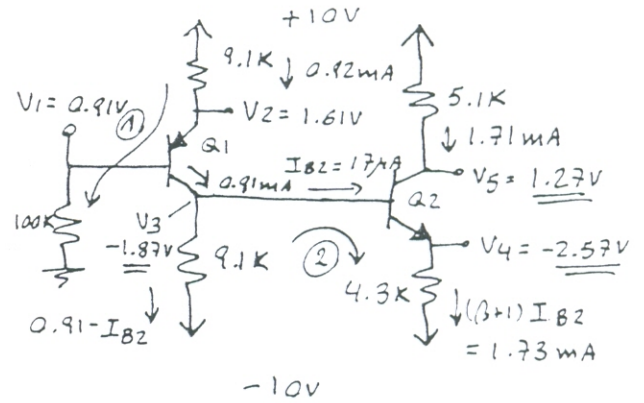 +10V
9.1K ↓ 0.92mA
5.1K
V1 = 0.91V
①
V2 = 1.61V
↓ 1.71mA
Q1
IB2 = 17μA
0.91mA
V5 = 1.27V
Q2
100K
V3
-1.87V
9.1K
②
V4 = -2.57V
4.3K
↓ (β+1) IB2
0.91-IB2 ↓
= 1.73mA
-10V